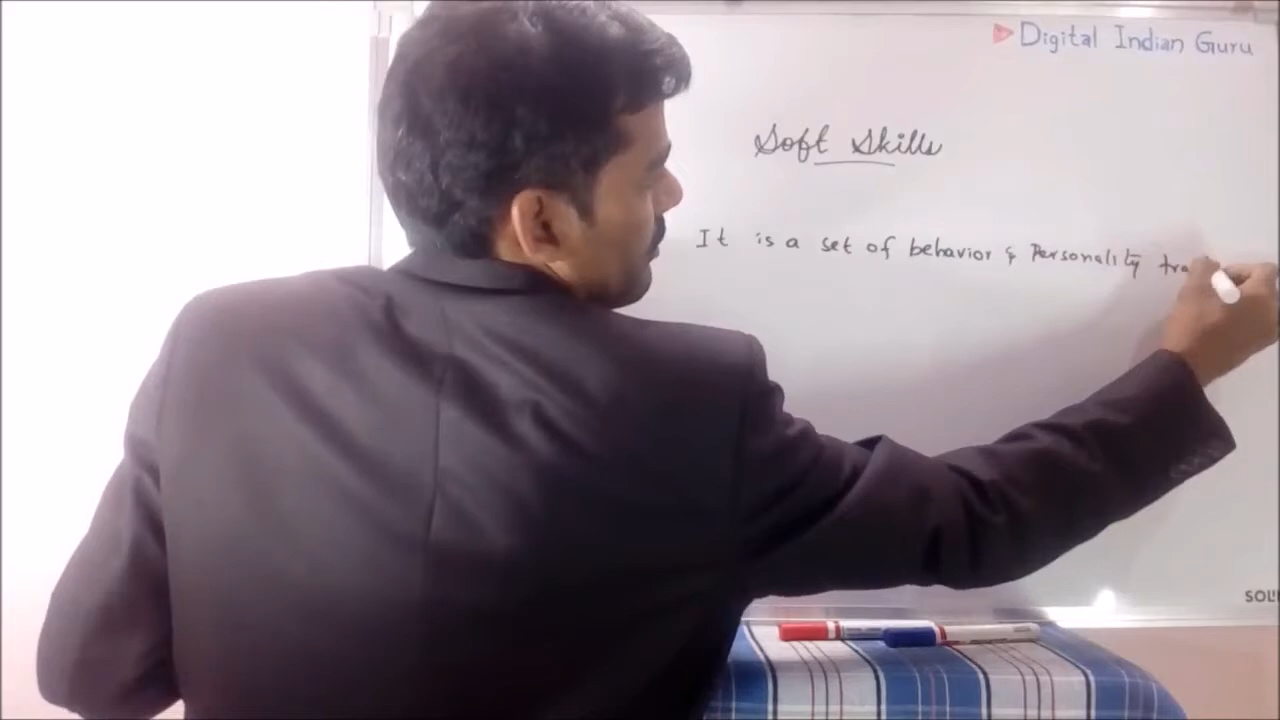 Digital Indian Guru
Soft Skills
It is a set of behavior & Personality